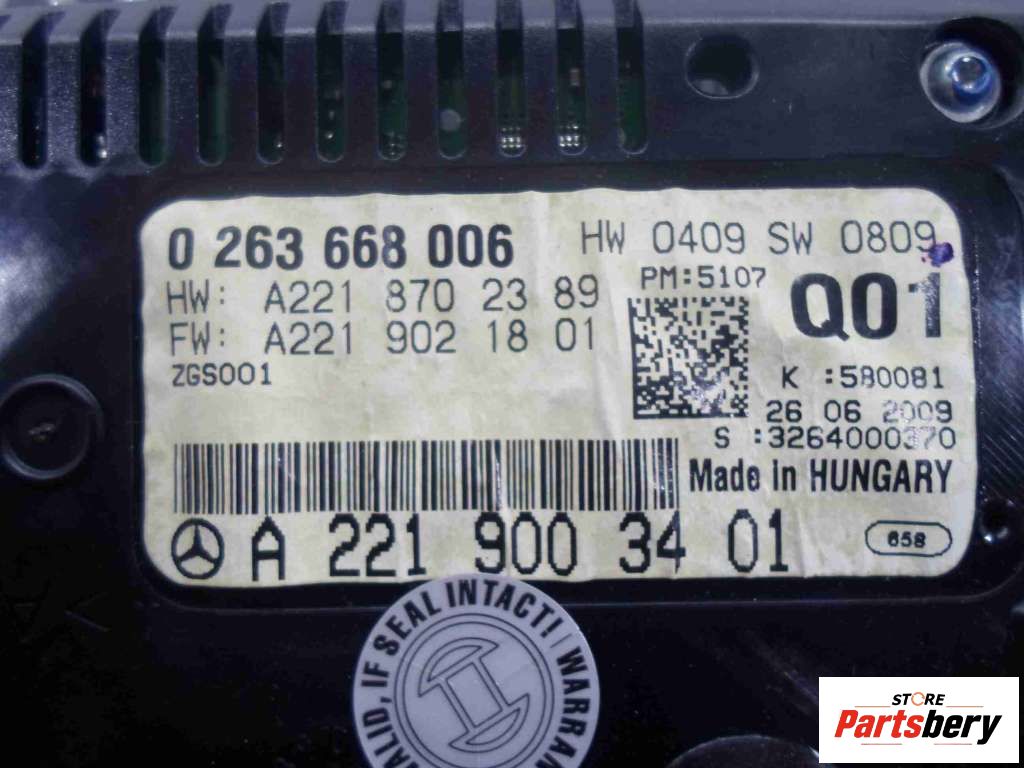 0 263 668 006
HW 0409 SW 0809
HW: A221 870 23 89
FW: A221 902 18 01
ZGS001
PM:5107
Q01
K :580081
26 06 2009
S :3264000370
Made in HUNGARY
A 221 900 34 01
658
IF SEAL INTACT! WARRAN
STORE
Partsbery